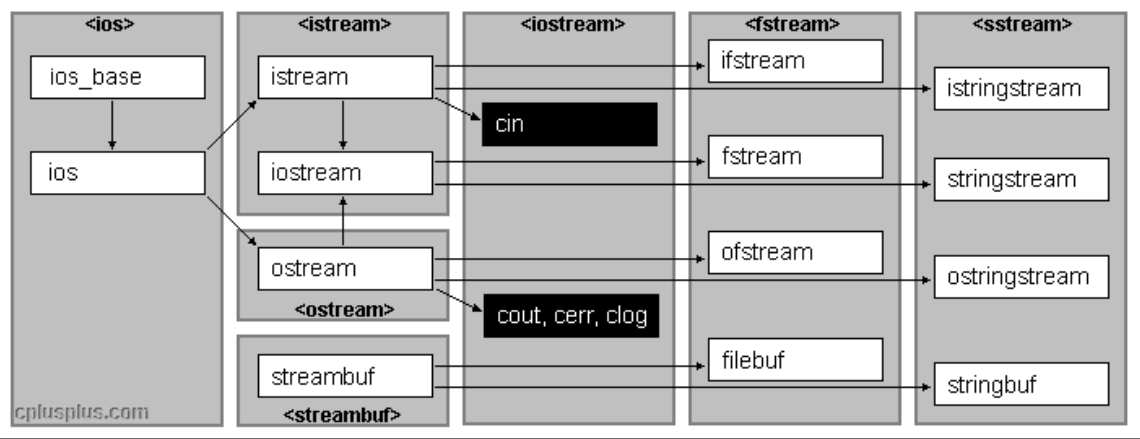 <ios>
ios_base
ios
<istream>
istream
iostream
ostream
<ostream>
streambuf
<streambuf>
<iostream>
cin
cout, cerr, clog
<fstream>
ifstream
fstream
ofstream
filebuf
<sstream>
istringstream
stringstream
ostringstream
stringbuf
cplusplus.com